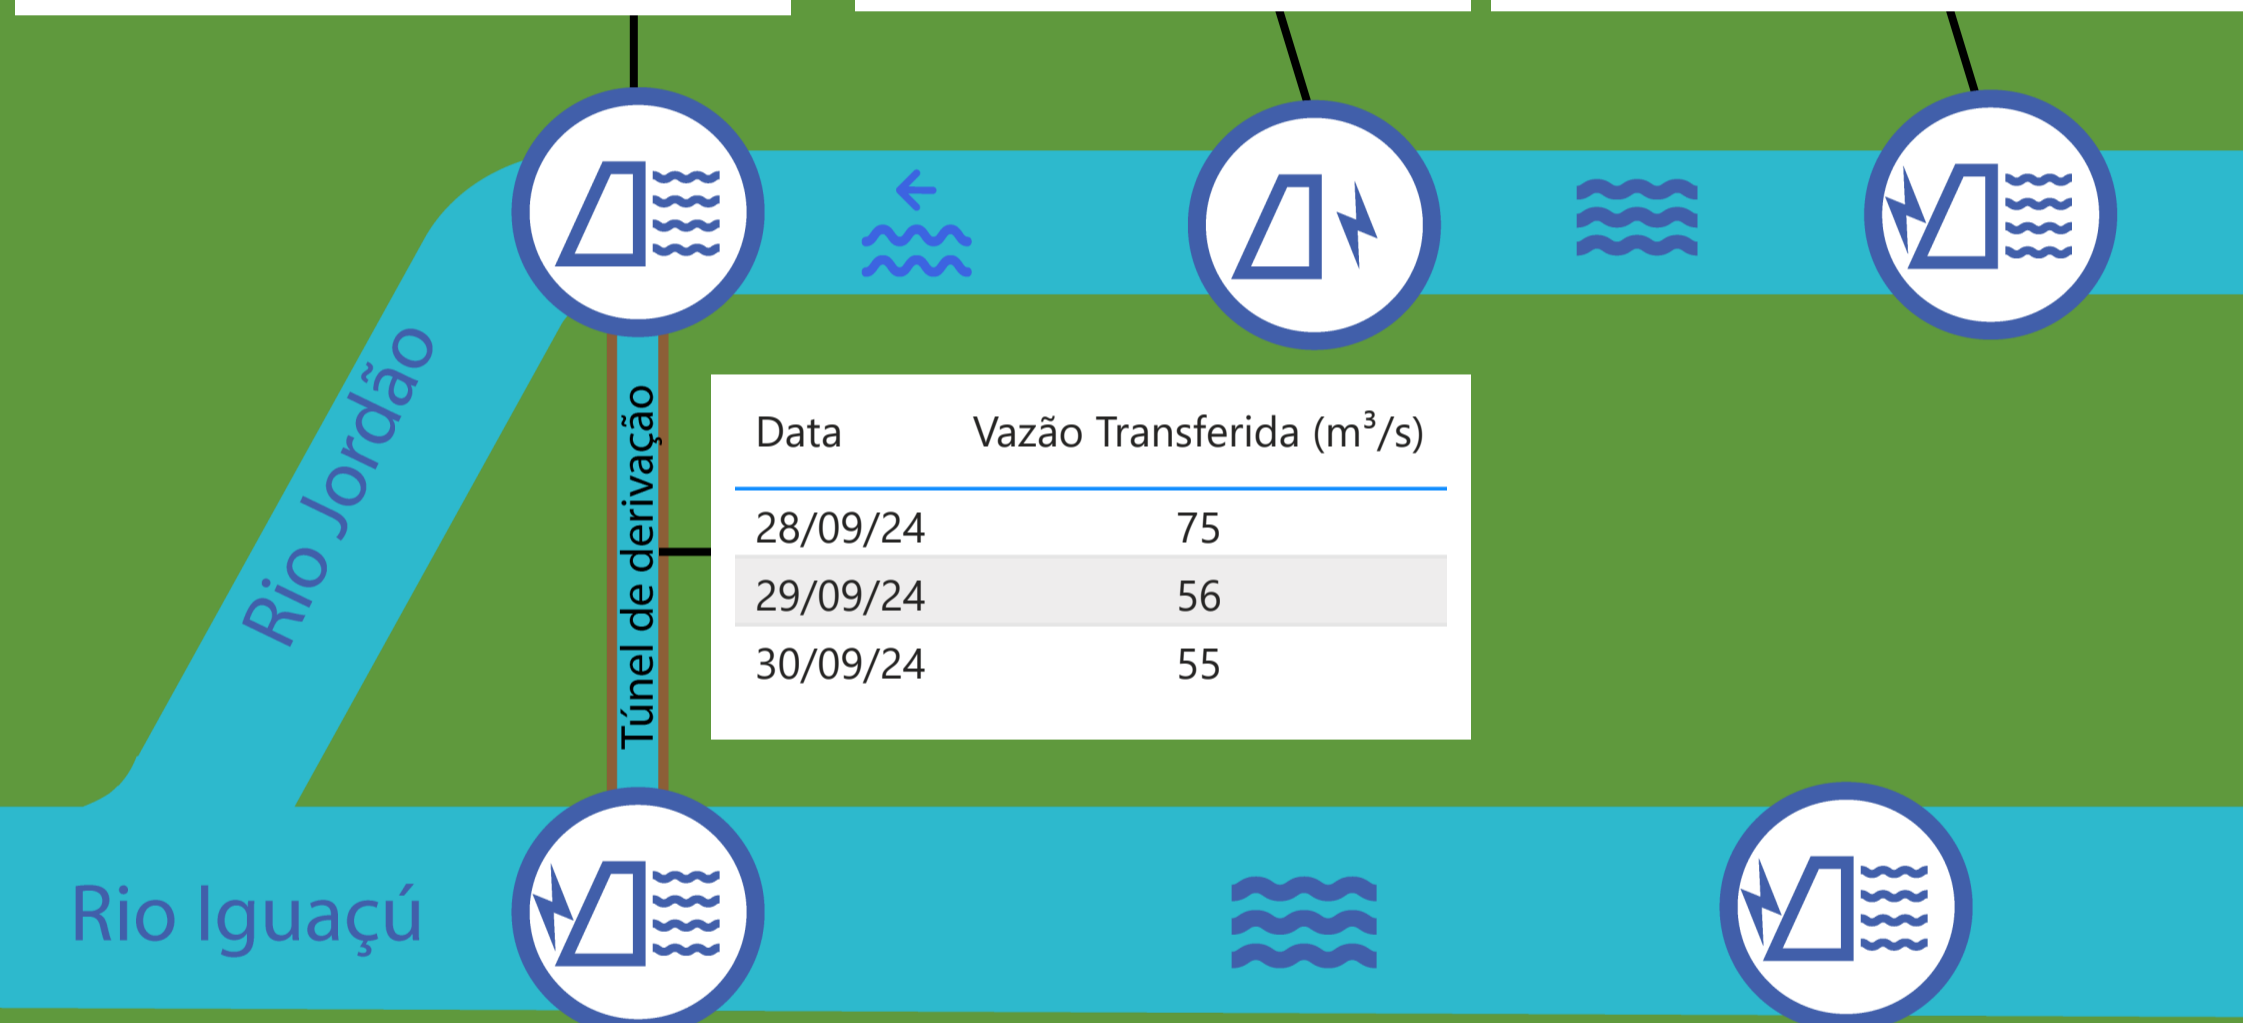 Rio Jordão
Túnel de derivação
Data Vazão Transferida (m³/s)
28/09/24 75
29/09/24 56
30/09/24 55
Rio Iguaçú